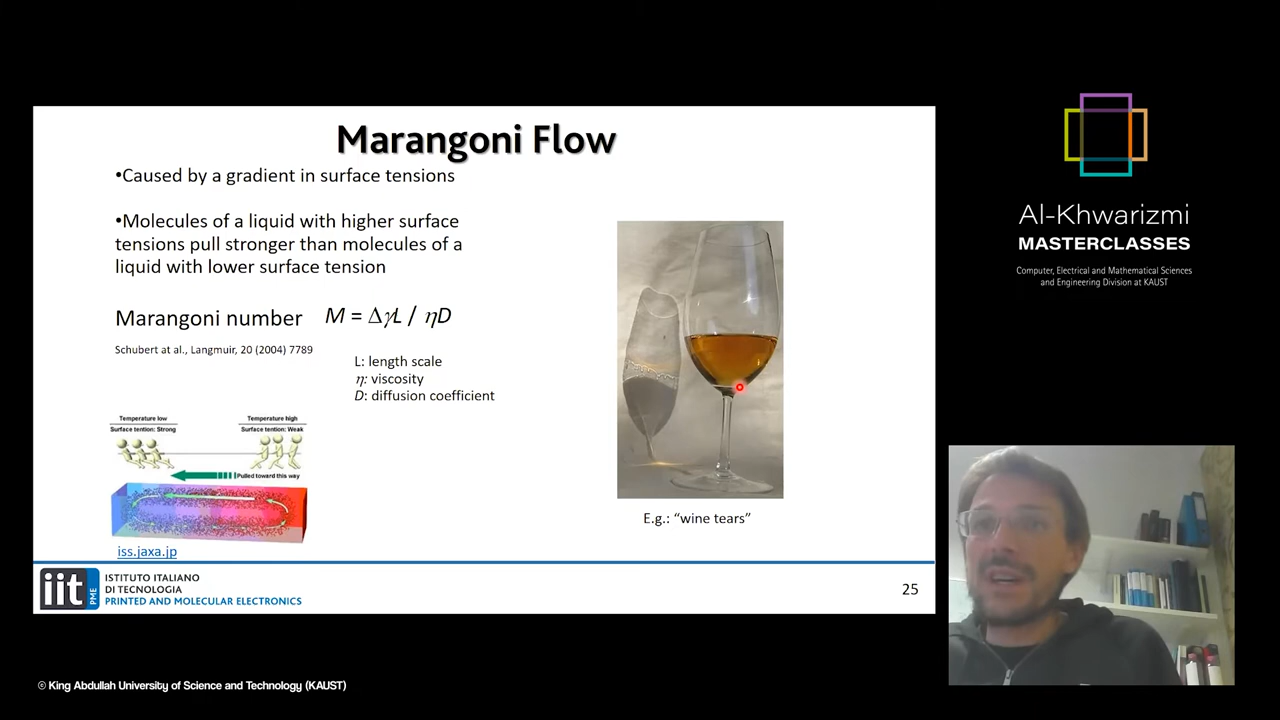 Marangoni Flow
•Caused by a gradient in surface tensions
•Molecules of a liquid with higher surface
tensions pull stronger than molecules of a
liquid with lower surface tension
Marangoni number M = ΔγL / ηD
Schubert at al., Langmuir, 20 (2004) 7789
L: length scale
η: viscosity
D: diffusion coefficient
Temperature low
Surface tention: Strong
Temperature high
Surface tention: Weak
Pulled toward this way
iss.jaxa.jp
E.g.: “wine tears”
iit PME
ISTITUTO ITALIANO
DI TECNOLOGIA
PRINTED AND MOLECULAR ELECTRONICS
25
Al-Khwarizmi
MASTERCLASSES
Computer, Electrical and Mathematical Sciences
and Engineering Division at KAUST
© King Abdullah University of Science and Technology (KAUST)